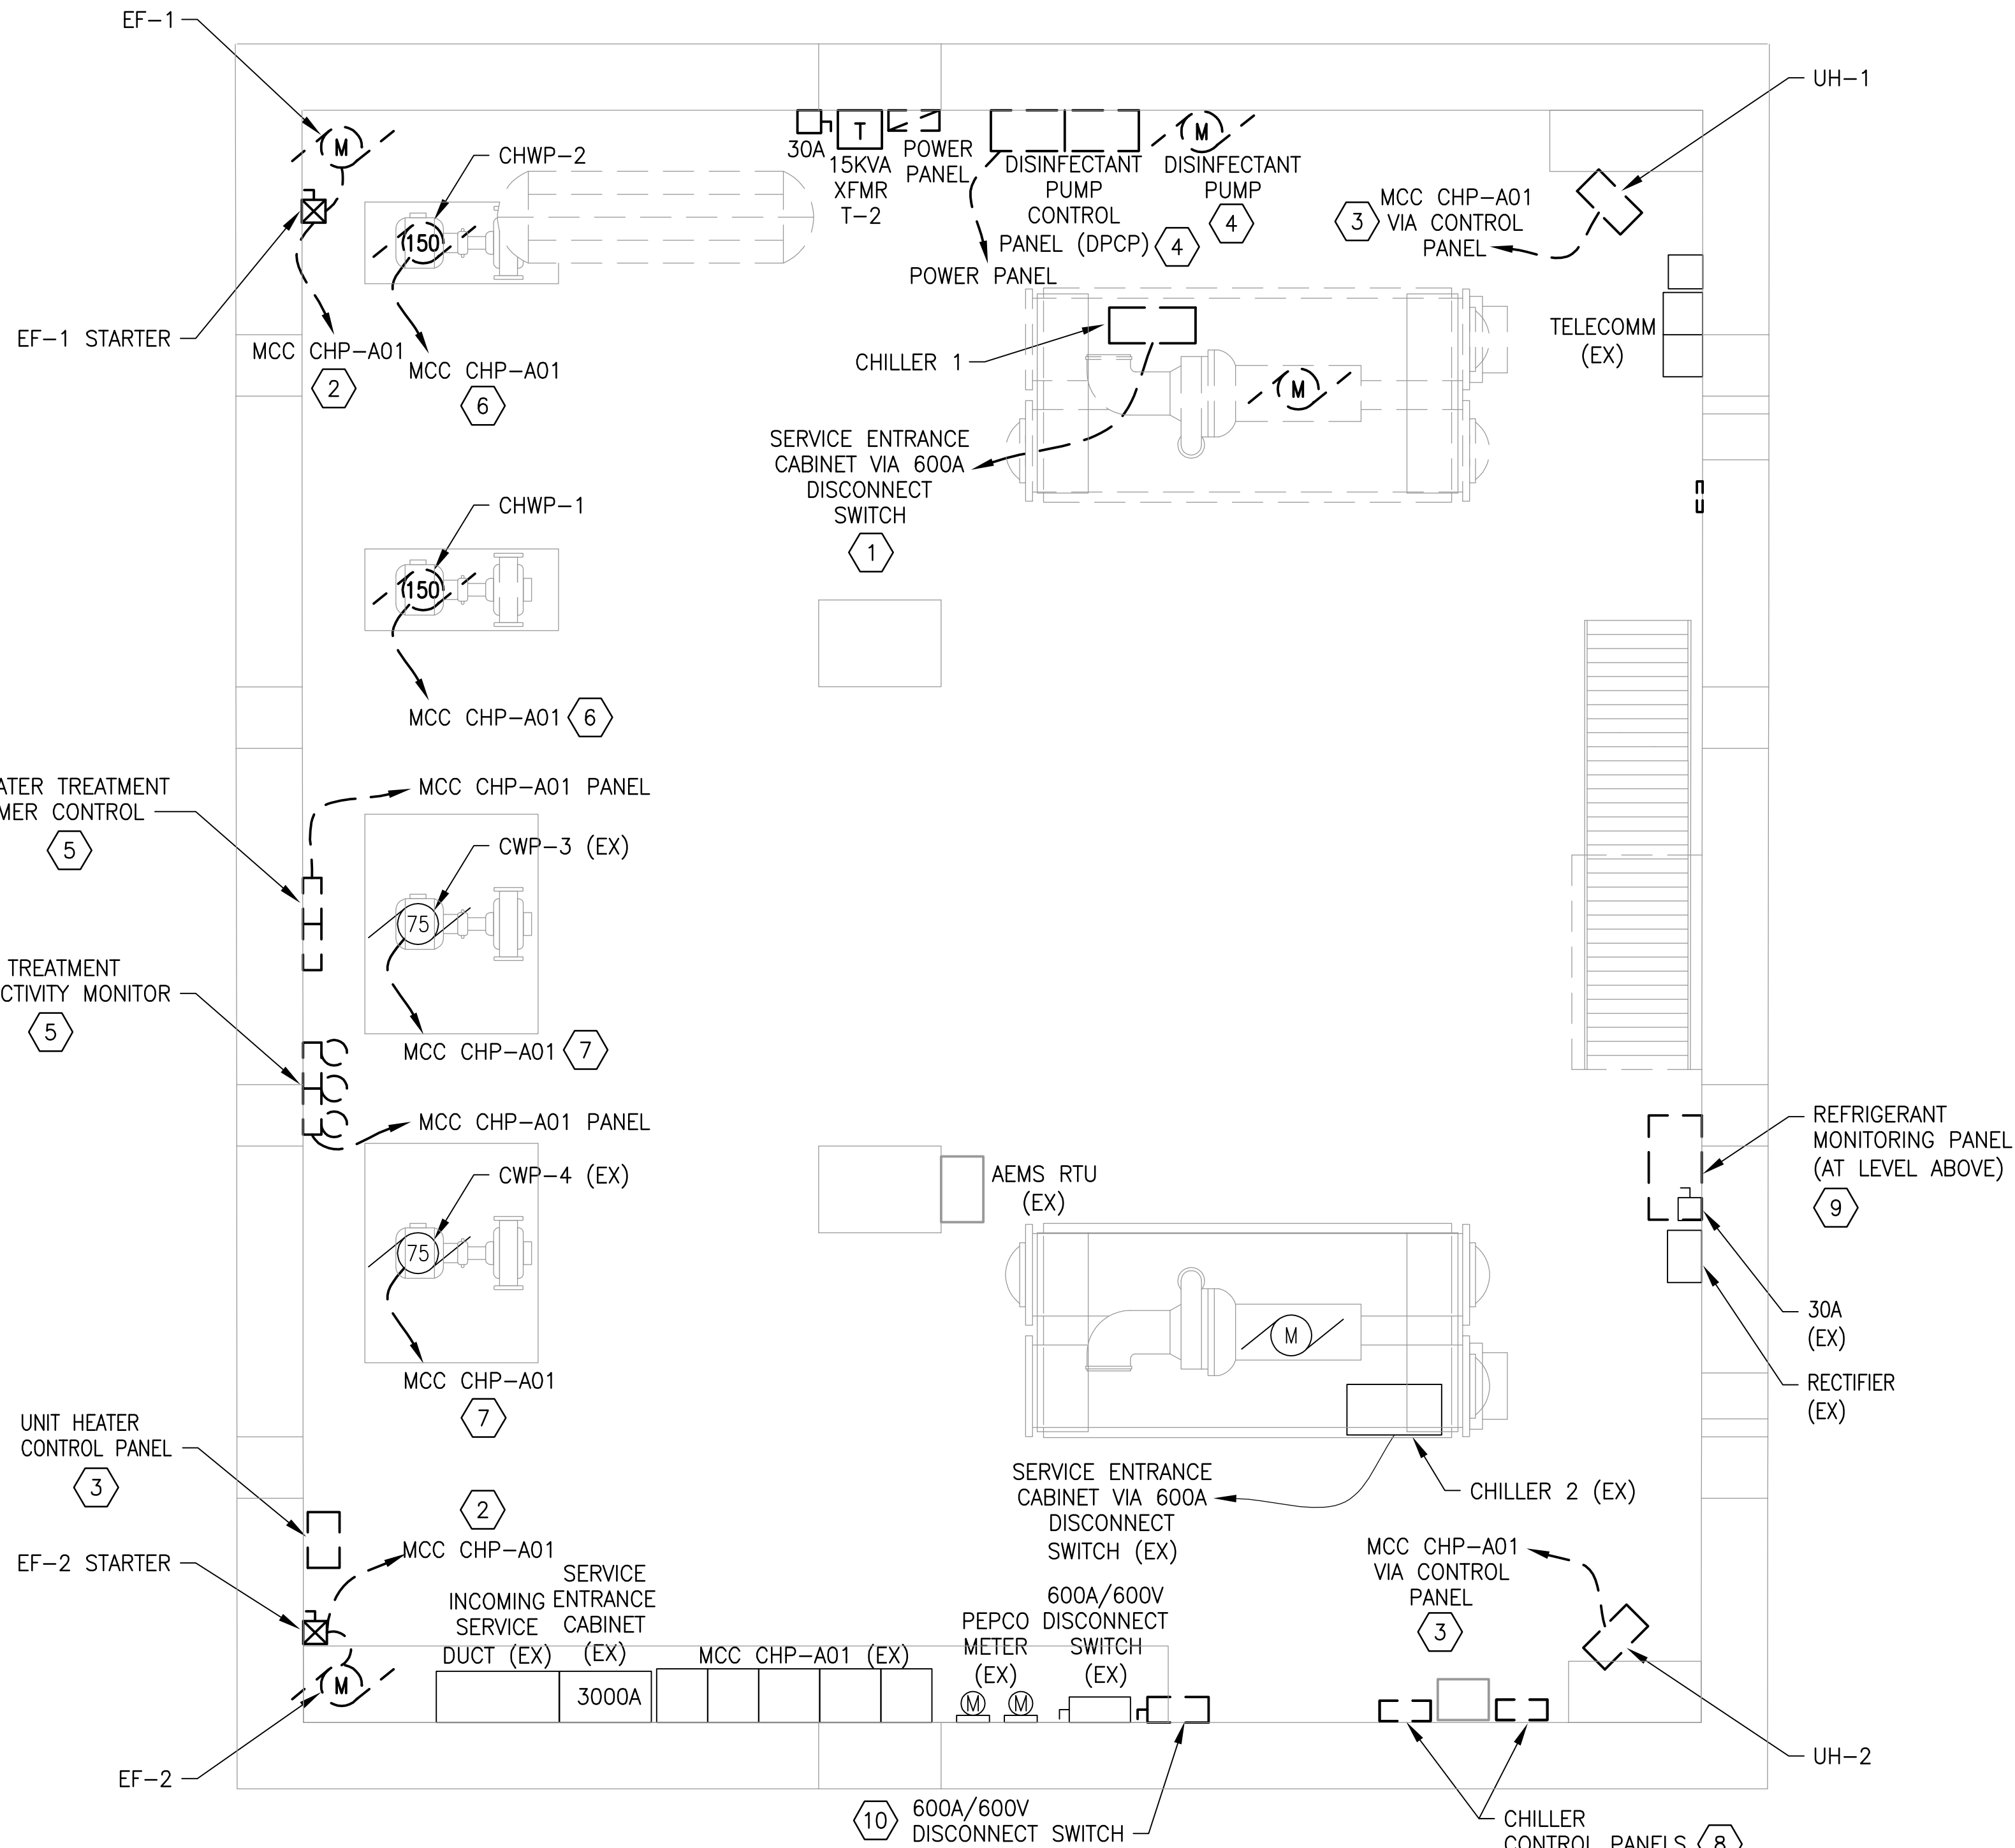 EF-1
UH-1
M
CHWP-2
150
30A
T
15KVA
XFMR
T-2
POWER
PANEL
DISINFECTANT
PUMP
CONTROL
PANEL (DPCP)
4
M
DISINFECTANT
PUMP
4
POWER PANEL
3
MCC CHP-A01
VIA CONTROL
PANEL
EF-1 STARTER
MCC CHP-A01
2
MCC CHP-A01
6
CHILLER 1
M
TELECOMM
(EX)
SERVICE ENTRANCE
CABINET VIA 600A
DISCONNECT
SWITCH
1
CHWP-1
150
MCC CHP-A01
6
TREATMENT
CONTROL
5
MCC CHP-A01 PANEL
CWP-3 (EX)
75
MCC CHP-A01
7
TREATMENT
MONITOR
5
MCC CHP-A01 PANEL
CWP-4 (EX)
75
MCC CHP-A01
7
AEMS RTU
(EX)
REFRIGERANT
MONITORING PANEL
(AT LEVEL ABOVE)
9
30A
(EX)
RECTIFIER
(EX)
M
CHILLER 2 (EX)
SERVICE ENTRANCE
CABINET VIA 600A
DISCONNECT
SWITCH (EX)
UNIT HEATER
CONTROL PANEL
3
2
MCC CHP-A01
EF-2 STARTER
M
EF-2
INCOMING
SERVICE
DUCT (EX)
SERVICE
ENTRANCE
CABINET
(EX)
3000A
MCC CHP-A01 (EX)
PEPCO
METER
(EX)
M
M
600A/600V
DISCONNECT
SWITCH
(EX)
MCC CHP-A01
VIA CONTROL
PANEL
3
UH-2
10
600A/600V
DISCONNECT SWITCH
CHILLER
CONTROL PANELS
8